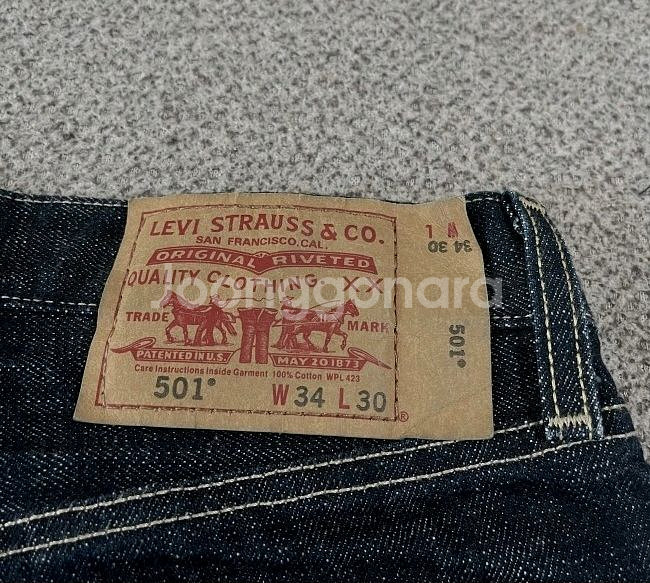 LEVI STRAUSS & CO.
SAN FRANCISCO, CAL.
ORIGINAL RIVETED
QUALITY CLOTHING. XX
TRADE MARK
PATENTED IN U.S. MAY 20 1873
Care Instructions Inside Garment 100% Cotton WPL 423
501® W 34 L 30
®
W L
34 30
501®
Joongonara